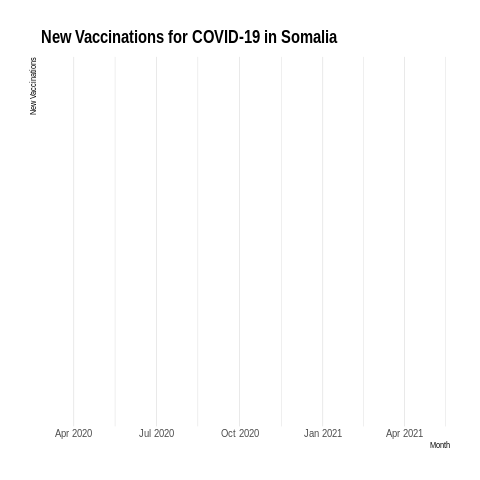 New Vaccinations for COVID-19 in Somalia
New Vaccinations
Apr 2020 Jul 2020 Oct 2020 Jan 2021 Apr 2021
Month